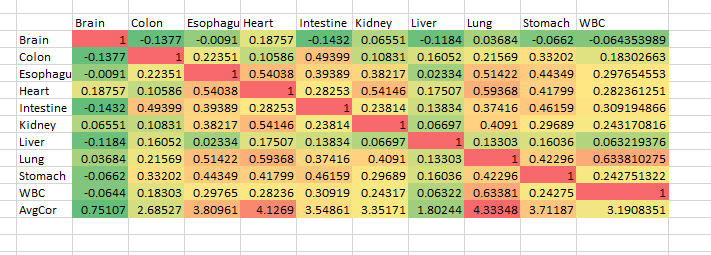 Brain Colon Esophagu Heart Intestine Kidney Liver Lung Stomach WBC
Brain 1 -0.1377 -0.0091 0.18757 -0.1432 0.06551 -0.1184 0.03684 -0.0662 -0.064353989
Colon -0.1377 1 0.22351 0.10586 0.49399 0.10831 0.16052 0.21569 0.33202 0.18302663
Esophagu -0.0091 0.22351 1 0.54038 0.39389 0.38217 0.02334 0.51422 0.44349 0.297654553
Heart 0.18757 0.10586 0.54038 1 0.28253 0.54146 0.17507 0.59368 0.41799 0.282361251
Intestine -0.1432 0.49399 0.39389 0.28253 1 0.23814 0.13834 0.37416 0.46159 0.309194866
Kidney 0.06551 0.10831 0.38217 0.54146 0.23814 1 0.06697 0.4091 0.29689 0.243170816
Liver -0.1184 0.16052 0.02334 0.17507 0.13834 0.06697 1 0.13303 0.16036 0.063219376
Lung 0.03684 0.21569 0.51422 0.59368 0.37416 0.4091 0.13303 1 0.42296 0.633810275
Stomach -0.0662 0.33202 0.44349 0.41799 0.46159 0.29689 0.16036 0.42296 1 0.242751322
WBC -0.0644 0.18303 0.29765 0.28236 0.30919 0.24317 0.06322 0.63381 0.24275 1
AvgCor 0.75107 2.68527 3.80961 4.1269 3.54861 3.35171 1.80244 4.33348 3.71187 3.1908351